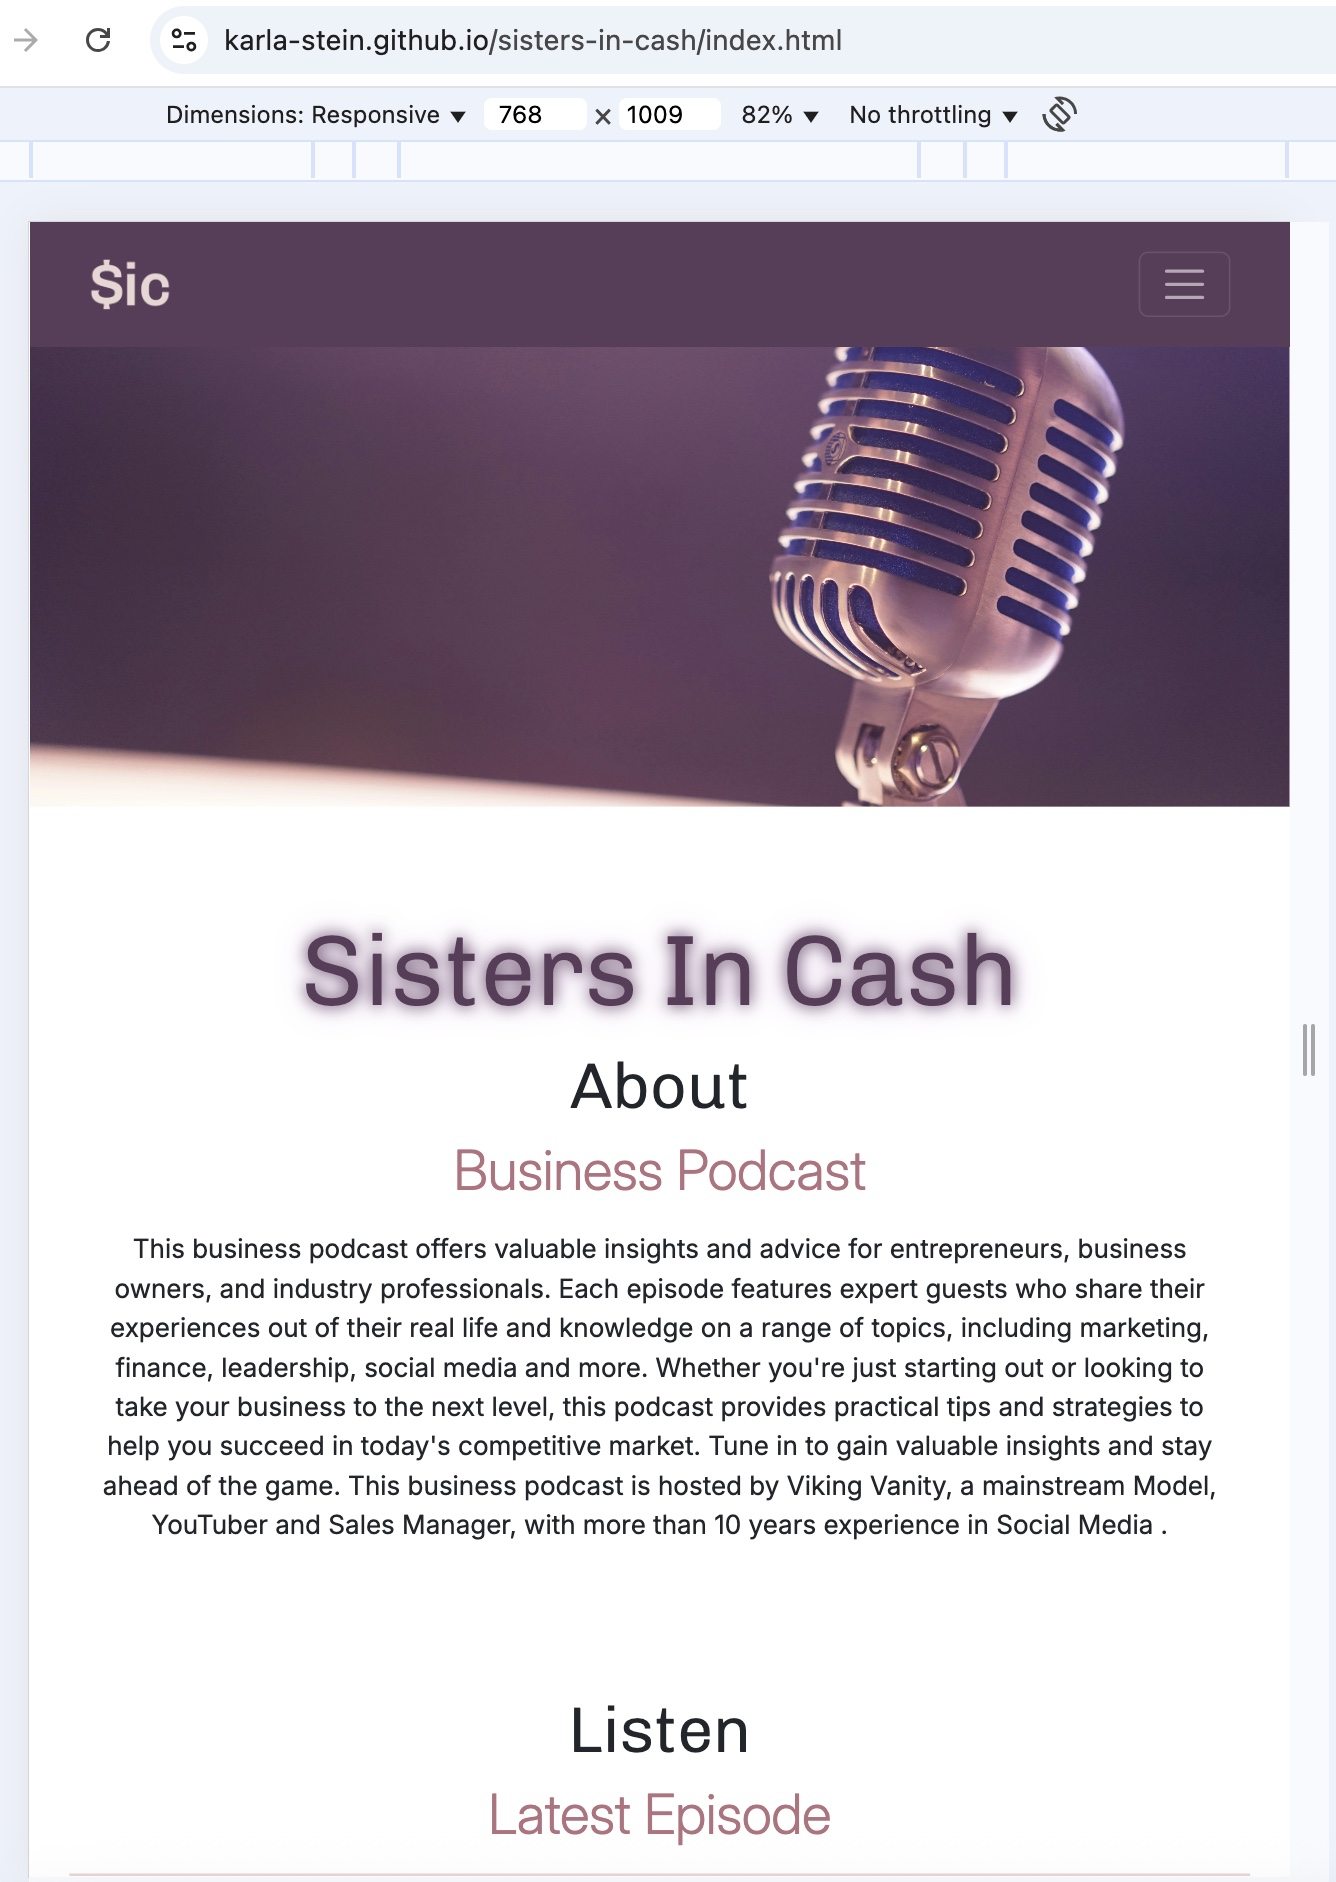 karla-stein.github.io/sisters-in-cash/index.html
Dimensions: Responsive ▼ 768 × 1009 82% ▼ No throttling ▼
$ic
Sisters In Cash
About
Business Podcast
This business podcast offers valuable insights and advice for entrepreneurs, business
owners, and industry professionals. Each episode features expert guests who share their
experiences out of their real life and knowledge on a range of topics, including marketing,
finance, leadership, social media and more. Whether you're just starting out or looking to
take your business to the next level, this podcast provides practical tips and strategies to
help you succeed in today's competitive market. Tune in to gain valuable insights and stay
ahead of the game. This business podcast is hosted by Viking Vanity, a mainstream Model,
YouTuber and Sales Manager, with more than 10 years experience in Social Media .
Listen
Latest Episode